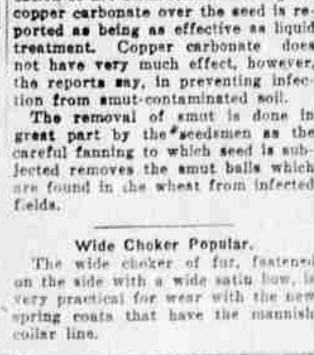 copper carbonate over the seed is re-
ported as being as effective as liquid
treatment. Copper carbonate does
not have very much effect, however,
the reports say, in preventing infec-
tion from smut-contaminated soil.
The removal of smut is done in
great part by the seedsmen as the
careful fanning to which seed is sub-
jected removes the smut balls which
are found in the wheat from infected
fields.
Wide Choker Popular.
The wide choker of fur, fastened
on the side with a wide satin bow, is
very practical for wear with the new
spring coats that have the mannish
collar line.